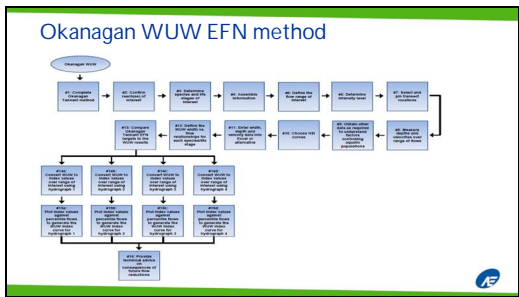 Okanagan WUW EFN method
Okanagan WUW
#1: Complete
Okanagan
Tennant method
#2: Confirm
reach(es) of
interest
#3: Determine
species and life
stages of
interest
#4: Assemble
information
#5: Define the
flow range of
interest
#6: Determine
intensity level
#7: Select and
pin transect
locations
#8: Measure
depths and
velocities over
range of flows
#9: Obtain other
data as required
to understand
factors
controlling
aquatic
populations
#10: Choose HSI
curves
#11: Enter width,
depth and
velocity data into
Excel or
alternative
#12: Define the
WUW width vs.
flow
relationships for
each species/life
stage
#13: Compare
Okanagan
Tennant EFN
targets to the
WUW results
#14a:
Convert WUW to
index values
over range of
interest using
hydrograph 1
#14b:
Convert WUW to
index values
over range of
interest using
hydrograph 2
#14c:
Convert WUW to
index values
over range of
interest using
hydrograph 3
#14d:
Convert WUW to
index values
over range of
interest using
hydrograph 4
#15a:
Plot index values
against
percentile flows
to generate the
WUW index
curve for
hydrograph 1
#15b:
Plot index values
against
percentile flows
to generate the
WUW index
curve for
hydrograph 2
#15c:
Plot index values
against
percentile flows
to generate the
WUW index
curve for
hydrograph 3
#15d:
Plot index values
against
percentile flows
to generate the
WUW index
curve for
hydrograph 4
#16: Provide
technical advice
on
consequences of
future flow
reductions